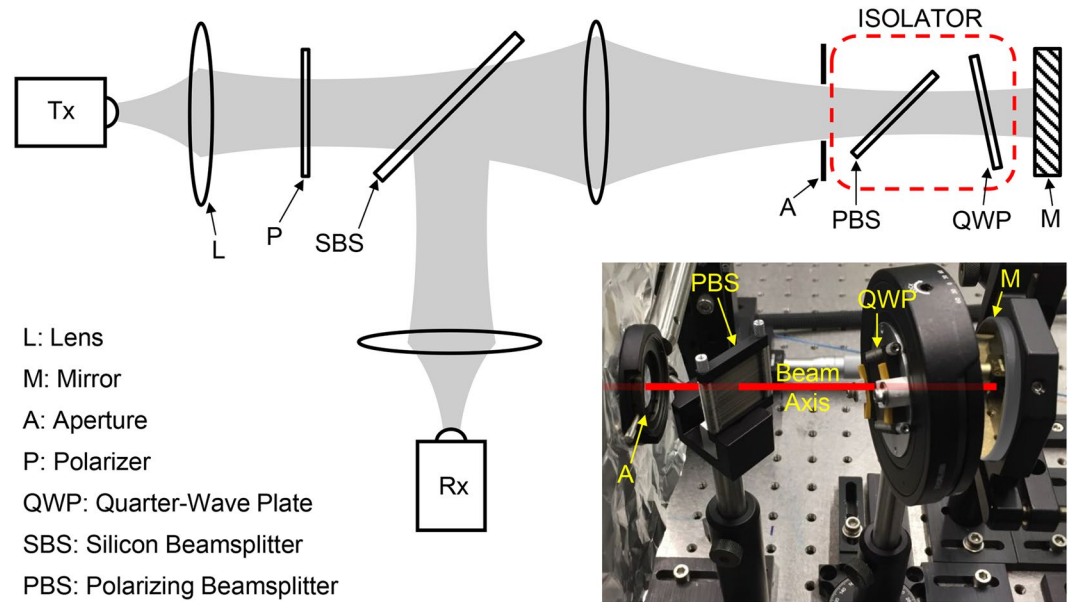 ISOLATOR
Tx
L
P
SBS
A
PBS
QWP
M
Rx
L: Lens
M: Mirror
A: Aperture
P: Polarizer
QWP: Quarter-Wave Plate
SBS: Silicon Beamsplitter
PBS: Polarizing Beamsplitter
PBS
QWP
M
Beam
Axis
A